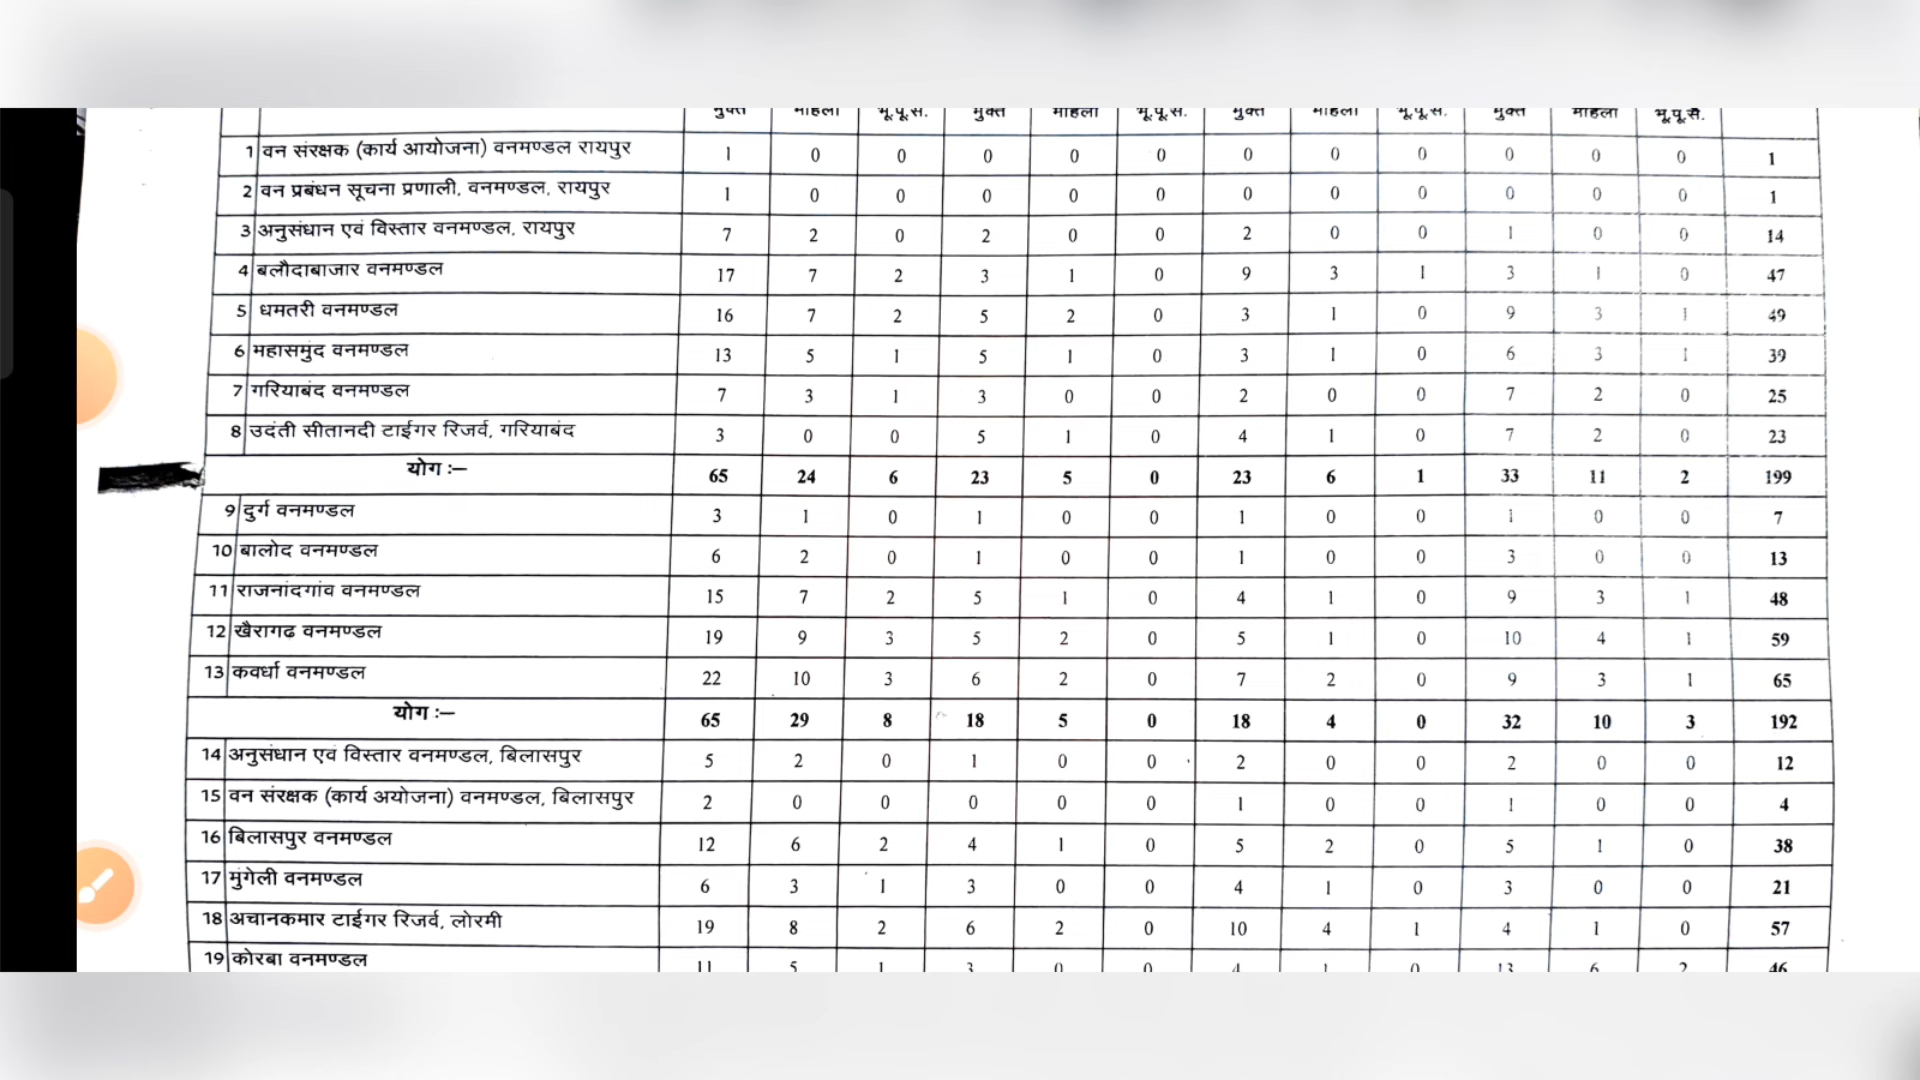 मुक्त महिला भू.पू.सै. मुक्त महिला भू.पू.सै. मुक्त महिला भू.पू.सै. मुक्त महिला भू.पू.सै.
1 वन संरक्षक (कार्य आयोजना) वनमण्डल रायपुर 1 0 0 0 0 0 0 0 0 0 0 0 1
2 वन प्रबंधन सूचना प्रणाली, वनमण्डल, रायपुर 1 0 0 0 0 0 0 0 0 0 0 0 1
3 अनुसंधान एवं विस्तार वनमण्डल, रायपुर 7 2 0 2 0 0 2 0 0 1 0 0 14
4 बलौदाबाजार वनमण्डल 17 7 2 3 1 0 9 3 1 3 1 0 47
5 धमतरी वनमण्डल 16 7 2 5 2 0 3 1 0 9 3 1 49
6 महासमुंद वनमण्डल 13 5 1 5 1 0 3 1 0 6 3 1 39
7 गरियाबंद वनमण्डल 7 3 1 3 0 0 2 0 0 7 2 0 25
8 उदंती सीतानदी टाईगर रिजर्व, गरियाबंद 3 0 0 5 1 0 4 1 0 7 2 0 23
योग :— 65 24 6 23 5 0 23 6 1 33 11 2 199
9 दुर्ग वनमण्डल 3 1 0 1 0 0 1 0 0 1 0 0 7
10 बालोद वनमण्डल 6 2 0 1 0 0 1 0 0 3 0 0 13
11 राजनांदगांव वनमण्डल 15 7 2 5 1 0 4 1 0 9 3 1 48
12 खैरागढ वनमण्डल 19 9 3 5 2 0 5 1 0 10 4 1 59
13 कवर्धा वनमण्डल 22 10 3 6 2 0 7 2 0 9 3 1 65
योग :— 65 29 8 18 5 0 18 4 0 32 10 3 192
14 अनुसंधान एवं विस्तार वनमण्डल, बिलासपुर 5 2 0 1 0 0 2 0 0 2 0 0 12
15 वन संरक्षक (कार्य अयोजना) वनमण्डल, बिलासपुर 2 0 0 0 0 0 1 0 0 1 0 0 4
16 बिलासपुर वनमण्डल 12 6 2 4 1 0 5 2 0 5 1 0 38
17 मुंगेली वनमण्डल 6 3 1 3 0 0 4 1 0 3 0 0 21
18 अचानकमार टाईगर रिजर्व, लोरमी 19 8 2 6 2 0 10 4 1 4 1 0 57
19 कोरबा वनमण्डल 11 5 1 3 0 0 4 1 0 13 6 2 46